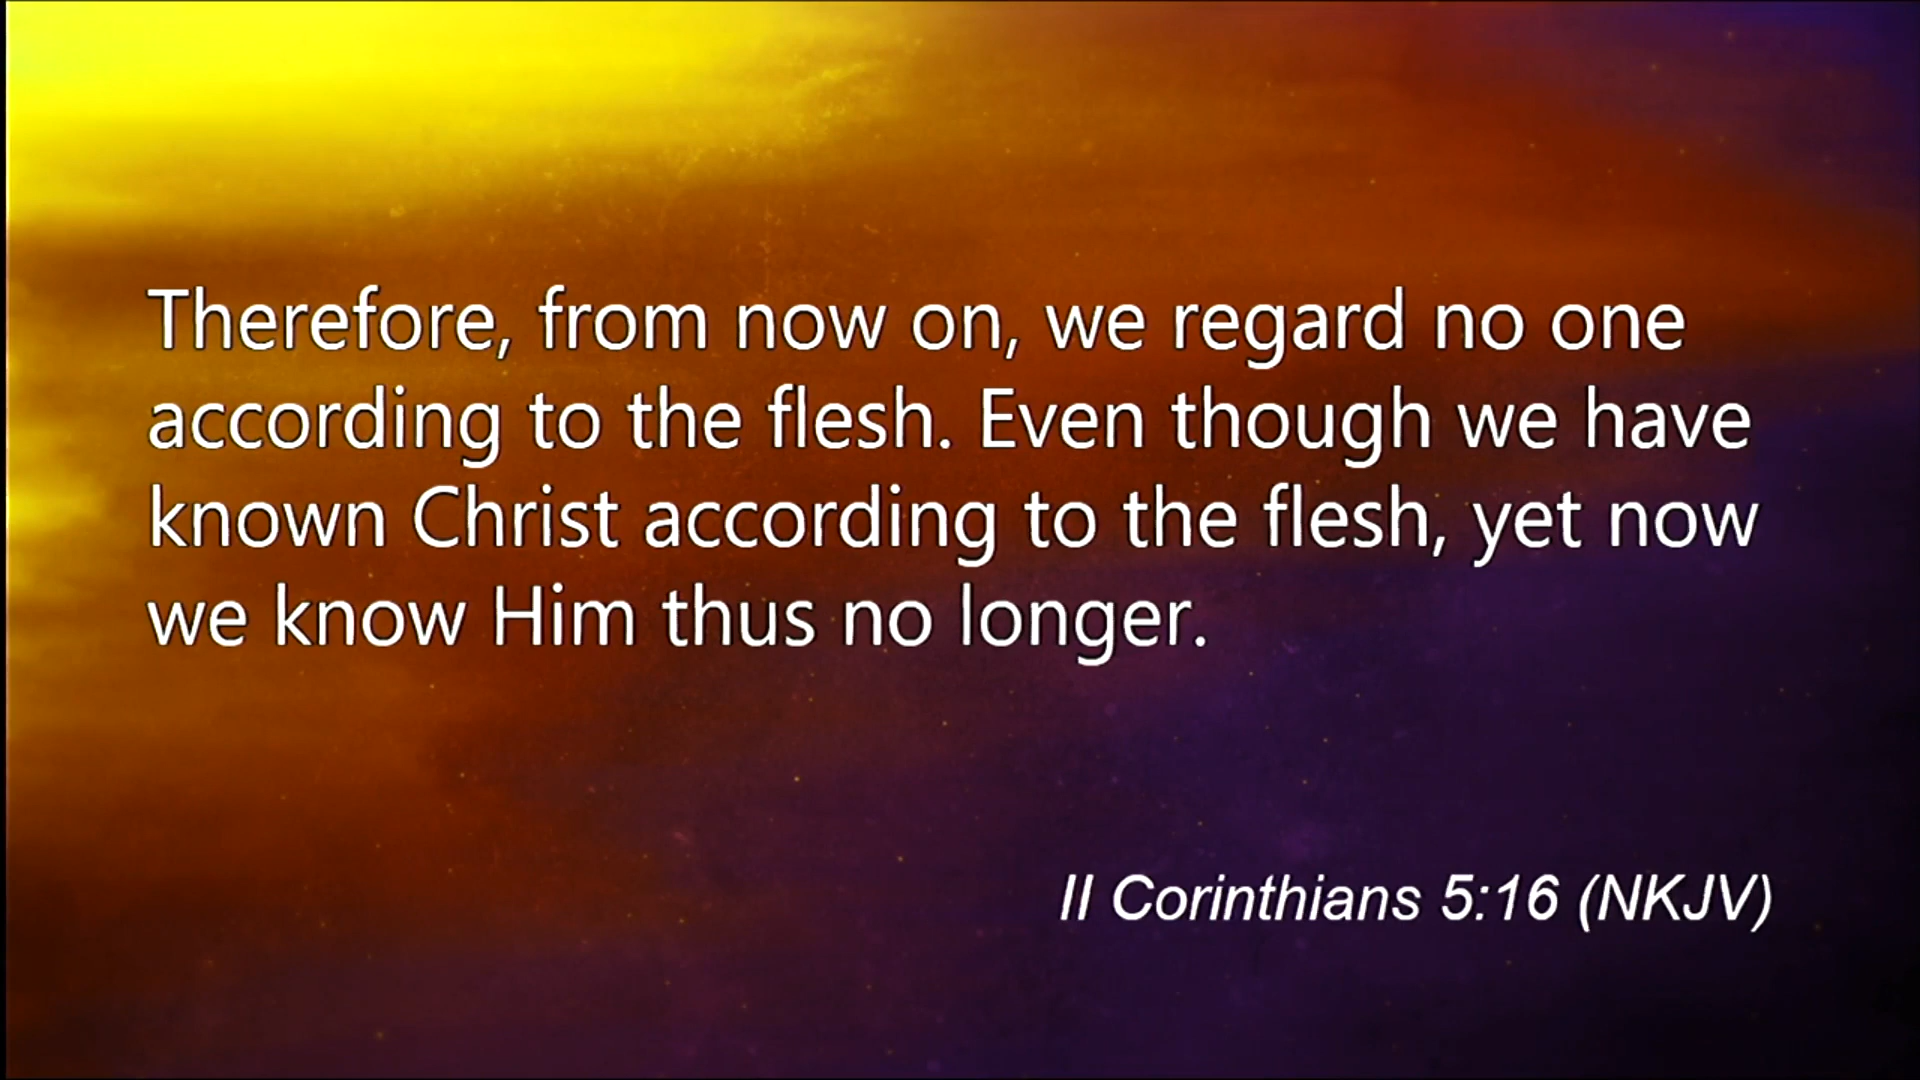 Therefore, from now on, we regard no one
according to the flesh. Even though we have
known Christ according to the flesh, yet now
we know Him thus no longer.
II Corinthians 5:16 (NKJV)